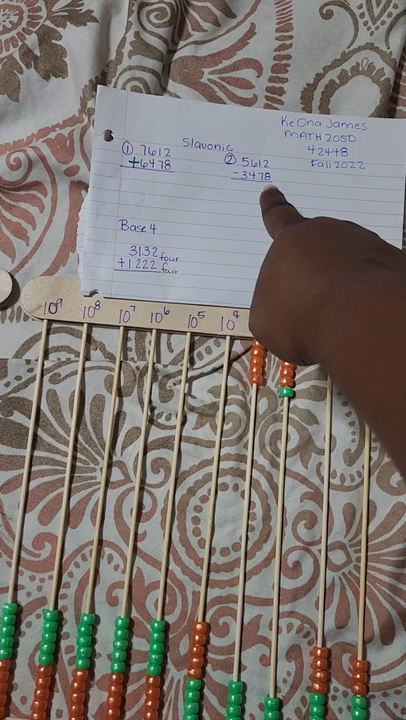 KeOna James
MATH 2050
42448
Fall 2022
Slavonic
① 7612
+6478
② 5612
-3478
Base 4
3132four
+1222four
10⁹ 10⁸ 10⁷ 10⁶ 10⁵ 10⁴